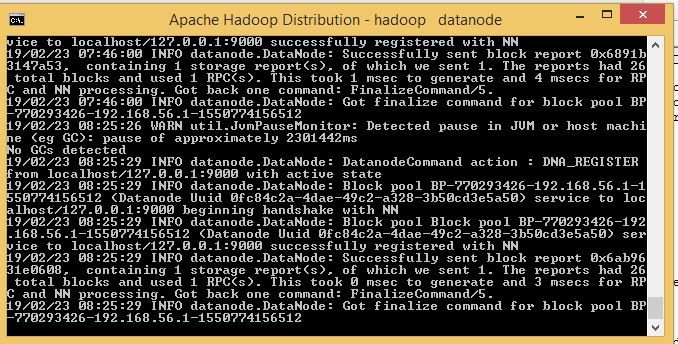 Apache Hadoop Distribution - hadoop datanode
vice to localhost/127.0.0.1:9000 successfully registered with NN
19/02/23 07:46:00 INFO datanode.DataNode: Successfully sent block report 0x6891b
3147a53,  containing 1 storage report(s), of which we sent 1. The reports had 26
 total blocks and used 1 RPC(s). This took 1 msec to generate and 4 msecs for RP
C and NN processing. Got back one command: FinalizeCommand/5.
19/02/23 07:46:00 INFO datanode.DataNode: Got finalize command for block pool BP
-770293426-192.168.56.1-1550774156512
19/02/23 08:25:26 WARN util.JvmPauseMonitor: Detected pause in JVM or host machi
ne (eg GC): pause of approximately 2301442ms
No GCs detected
19/02/23 08:25:29 INFO datanode.DataNode: DatanodeCommand action : DNA_REGISTER
from localhost/127.0.0.1:9000 with active state
19/02/23 08:25:29 INFO datanode.DataNode: Block pool BP-770293426-192.168.56.1-1
550774156512 (Datanode Uuid 0fc84c2a-4dae-49c2-a328-3b50cd3e5a50) service to loc
alhost/127.0.0.1:9000 beginning handshake with NN
19/02/23 08:25:29 INFO datanode.DataNode: Block pool Block pool BP-770293426-192
.168.56.1-1550774156512 (Datanode Uuid 0fc84c2a-4dae-49c2-a328-3b50cd3e5a50) ser
vice to localhost/127.0.0.1:9000 successfully registered with NN
19/02/23 08:25:29 INFO datanode.DataNode: Successfully sent block report 0x6ab96
31e0608,  containing 1 storage report(s), of which we sent 1. The reports had 26
 total blocks and used 1 RPC(s). This took 0 msec to generate and 3 msecs for RP
C and NN processing. Got back one command: FinalizeCommand/5.
19/02/23 08:25:29 INFO datanode.DataNode: Got finalize command for block pool BP
-770293426-192.168.56.1-1550774156512